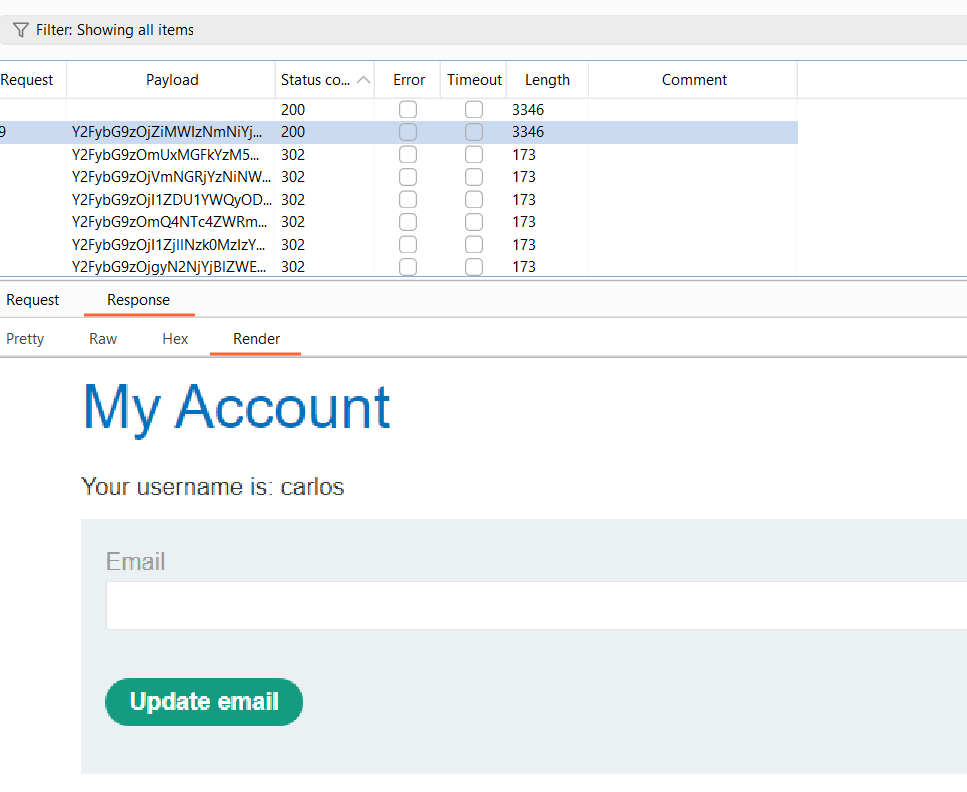 Filter: Showing all items
Request Payload Status co... Error Timeout Length Comment
200 3346
9 Y2FybG9zOjZiMWIzNmNiYj... 200 3346
Y2FybG9zOmUxMGFkYzM5... 302 173
Y2FybG9zOjVmNGRjYzNiNW... 302 173
Y2FybG9zOjI1ZDU1YWQyOD... 302 173
Y2FybG9zOmQ4NTc4ZWRm... 302 173
Y2FybG9zOjI1ZjllNzk0MzIzY... 302 173
Y2FybG9zOjgyN2NjYjBlZWE... 302 173
Request Response
Pretty Raw Hex Render
My Account
Your username is: carlos
Email
Update email